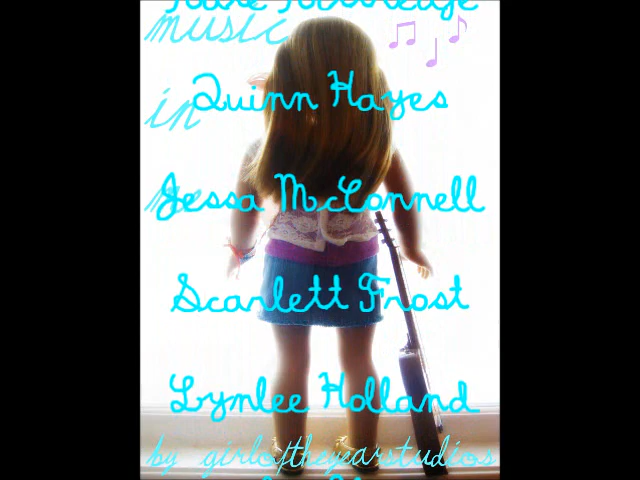 music
in
Quinn Hayes
Jessa McConnell
Scarlett Frost
Lynlee Holland
by girloftheyearstudios